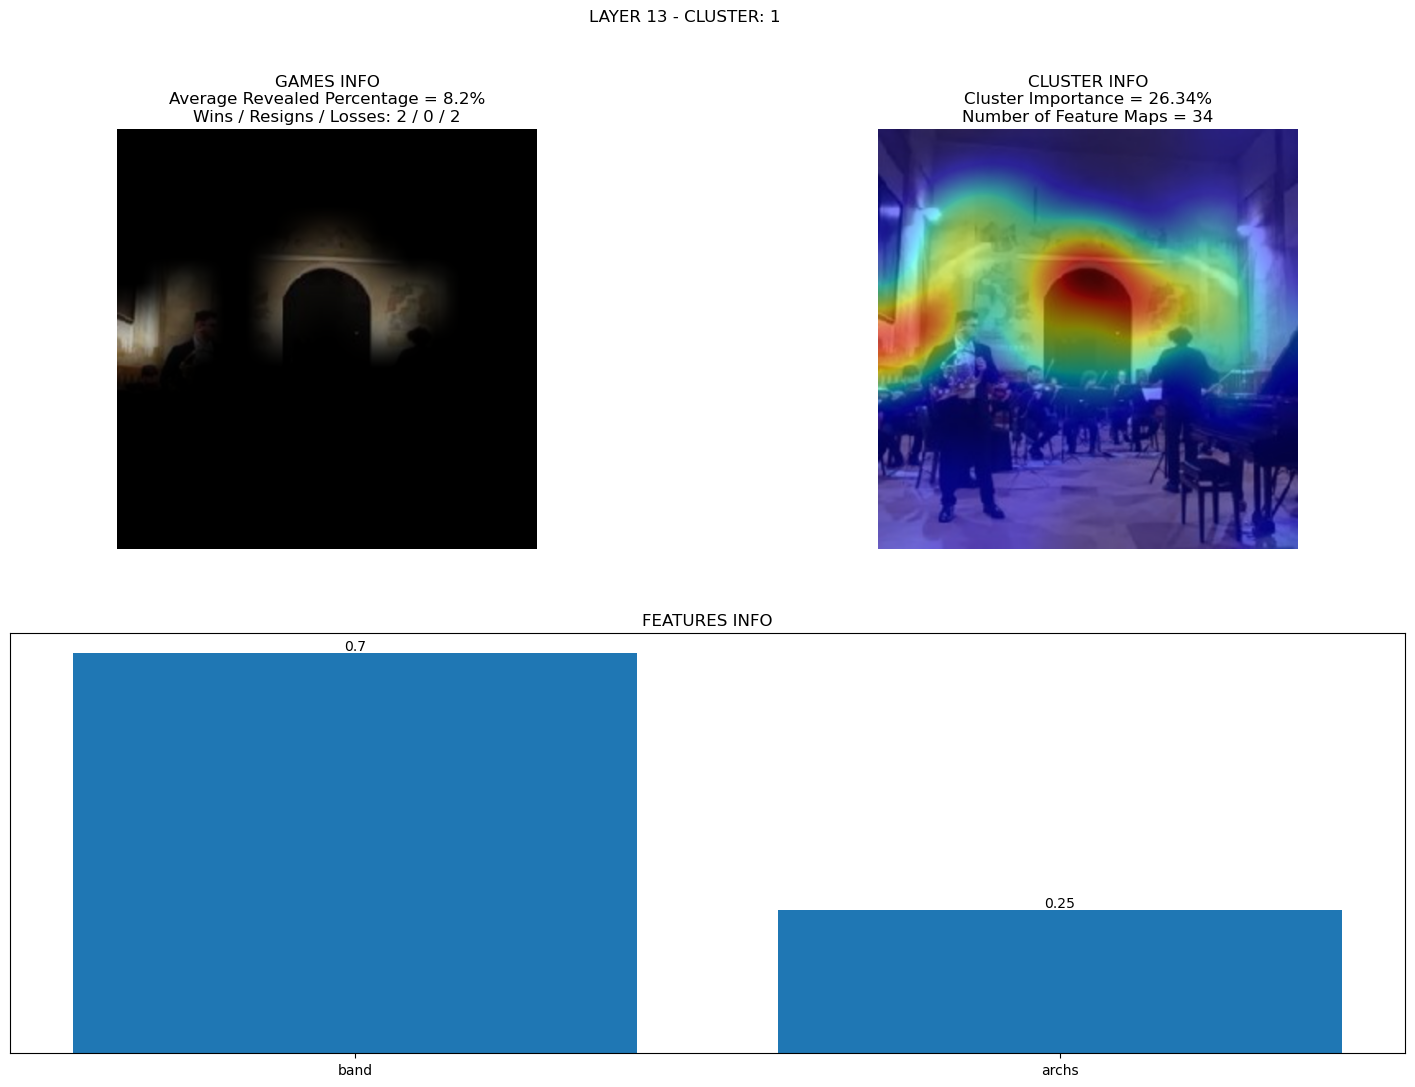 LAYER 13 - CLUSTER: 1
GAMES INFO
Average Revealed Percentage = 8.2%
Wins / Resigns / Losses: 2 / 0 / 2
CLUSTER INFO
Cluster Importance = 26.34%
Number of Feature Maps = 34
FEATURES INFO
0.7
0.25
band
archs